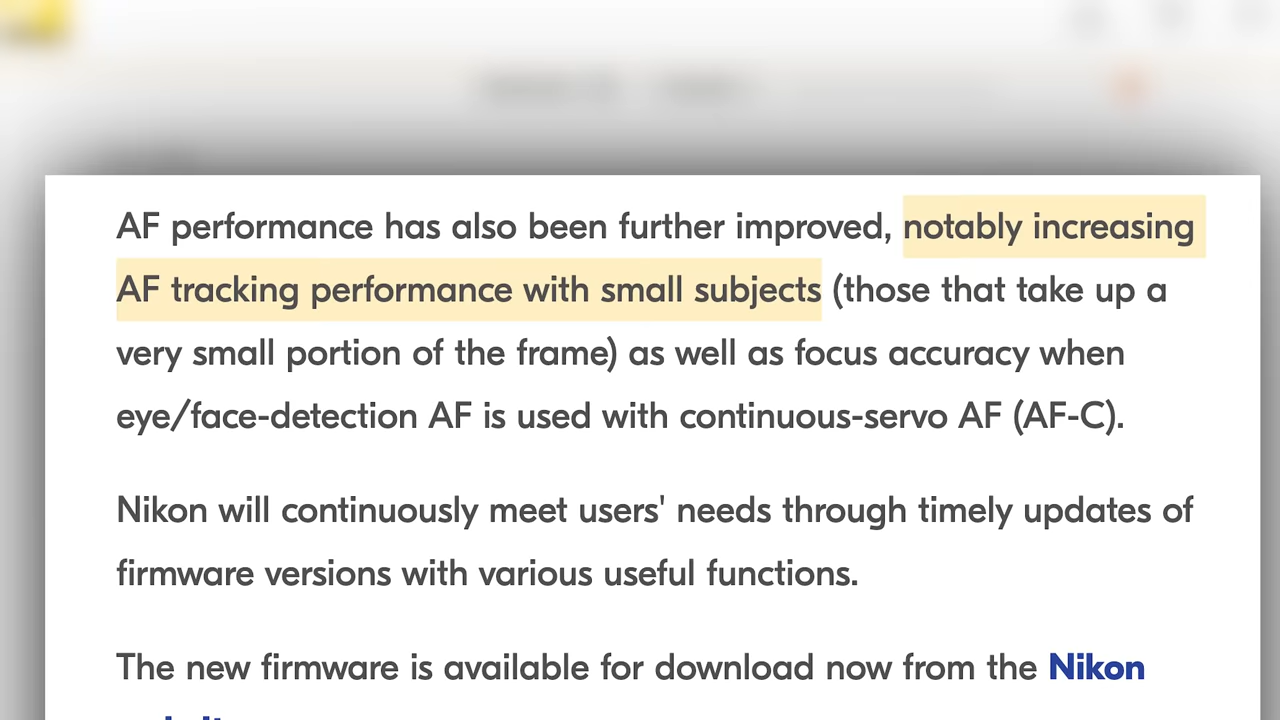 AF performance has also been further improved, notably increasing
AF tracking performance with small subjects (those that take up a
very small portion of the frame) as well as focus accuracy when
eye/face-detection AF is used with continuous-servo AF (AF-C).
Nikon will continuously meet users' needs through timely updates of
firmware versions with various useful functions.
The new firmware is available for download now from the Nikon